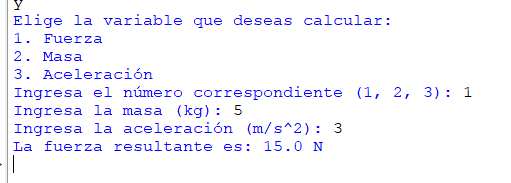 y
Elige la variable que deseas calcular:
1. Fuerza
2. Masa
3. Aceleración
Ingresa el número correspondiente (1, 2, 3): 1
Ingresa la masa (kg): 5
Ingresa la aceleración (m/s^2): 3
La fuerza resultante es: 15.0 N